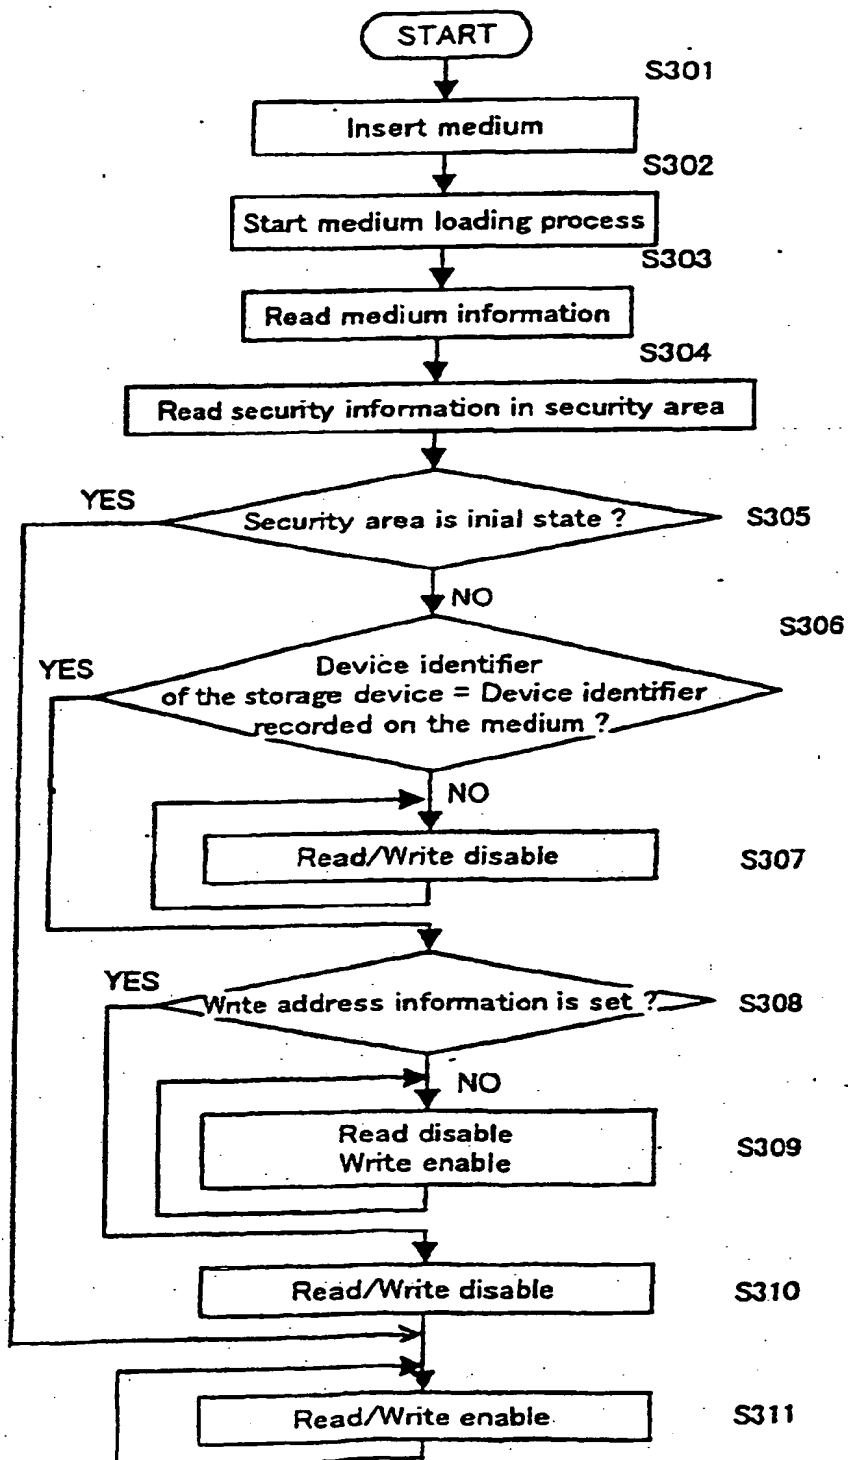 START
S301
Insert medium
S302
Start medium loading process
S303
Read medium information
S304
Read security information in security area
YES
Security area is inial state ?
S305
NO
S306
YES
Device identifier
of the storage device = Device identifier
recorded on the medium ?
NO
Read/Write disable
S307
YES
Write address information is set ?
S308
NO
Read disable
Write enable
S309
Read/Write disable
S310
Read/Write enable
S311